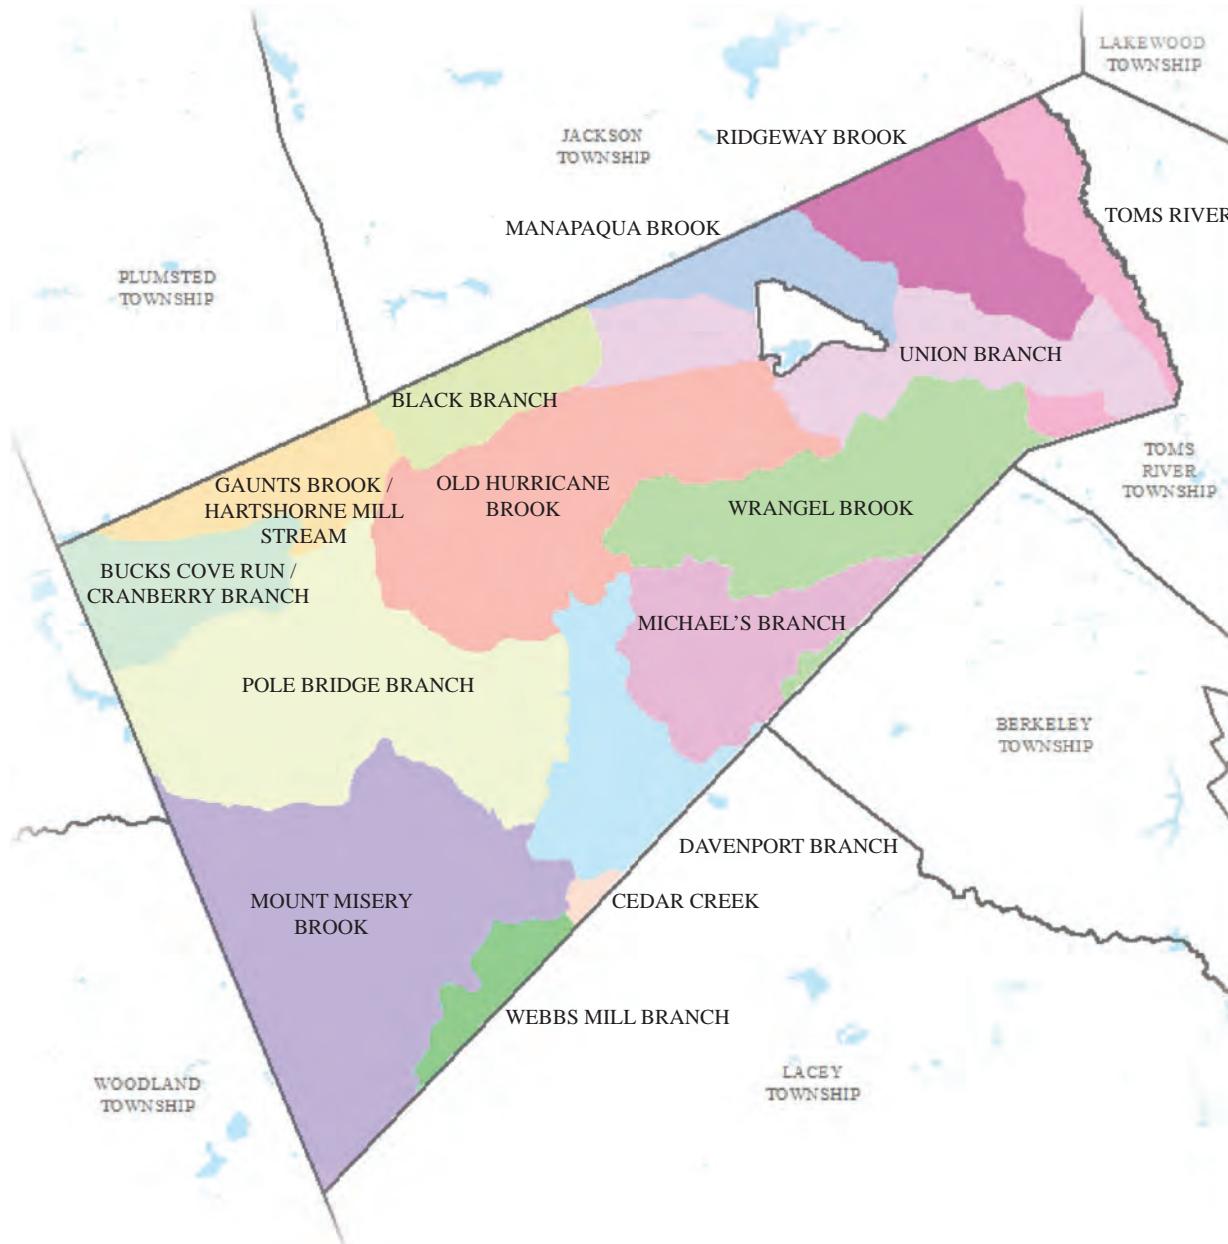 LAKEWOOD
TOWNSHIP
JACKSON
TOWNSHIP
RIDGEWAY BROOK
TOMS RIVER
MANAPAQUA BROOK
PLUMSTED
TOWNSHIP
UNION BRANCH
BLACK BRANCH
TOMS
RIVER
TOWNSHIP
GAUNTS BROOK /
HARTSHORNE MILL
STREAM
OLD HURRICANE
BROOK
WRANGEL BROOK
BUCKS COVE RUN /
CRANBERRY BRANCH
MICHAEL'S BRANCH
POLE BRIDGE BRANCH
BERKELEY
TOWNSHIP
DAVENPORT BRANCH
MOUNT MISERY
BROOK
CEDAR CREEK
WEBBS MILL BRANCH
WOODLAND
TOWNSHIP
LACEY
TOWNSHIP